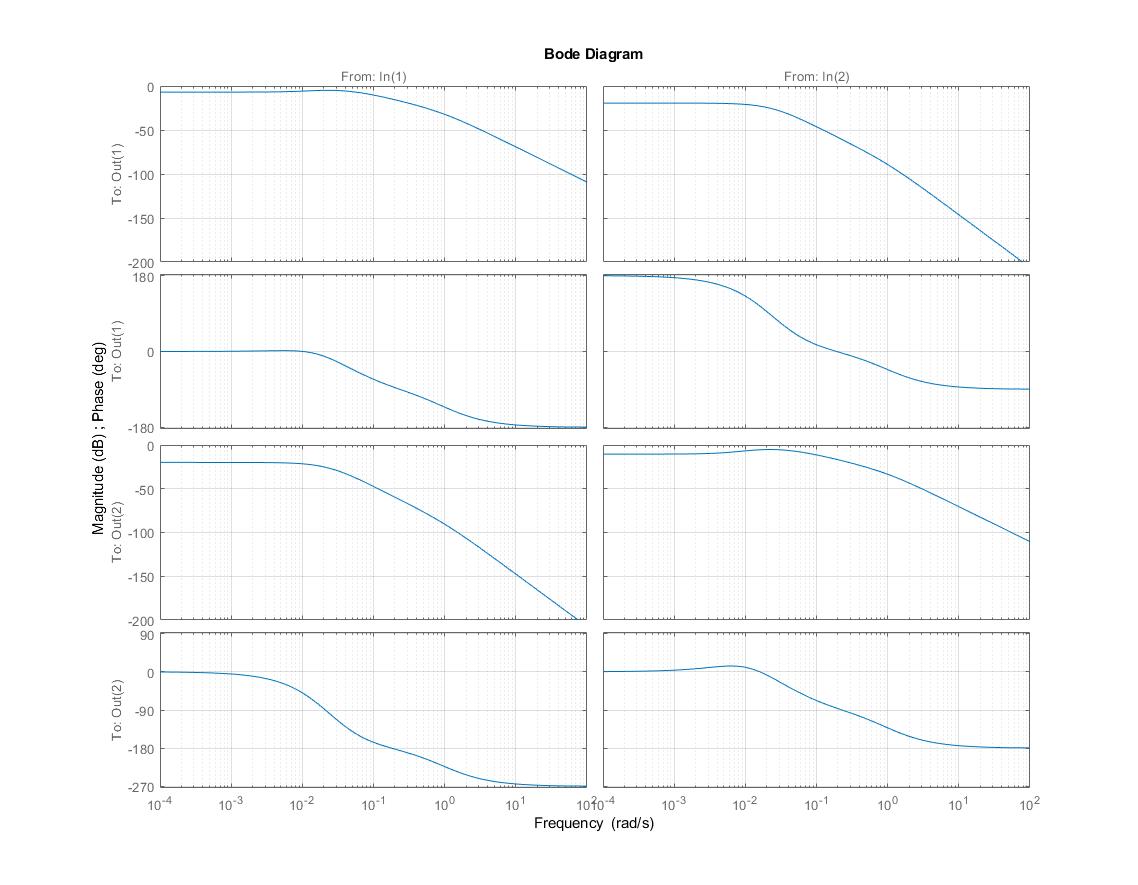 Bode Diagram
From: In(1)
From: In(2)
Magnitude (dB) ; Phase (deg)
To: Out(1)
0
-50
-100
-150
-200
To: Out(1)
180
0
-180
To: Out(2)
0
-50
-100
-150
-200
To: Out(2)
90
0
-90
-180
-270
10^-4 10^-3 10^-2 10^-1 10^0 10^1 10^2
10^-4 10^-3 10^-2 10^-1 10^0 10^1 10^2
Frequency (rad/s)